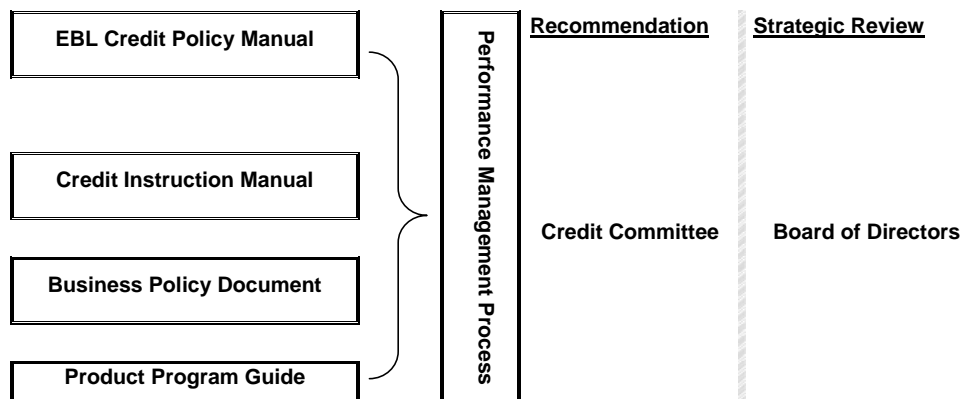 EBL Credit Policy Manual
Credit Instruction Manual
Business Policy Document
Product Program Guide
Performance Management Process
Recommendation
Credit Committee
Strategic Review
Board of Directors